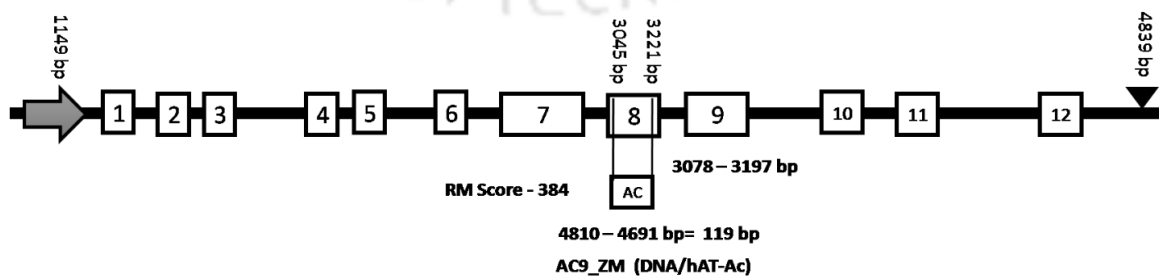 TECH
1149 bp
3045 bp
3221 bp
4839 bp
1 2 3 4 5 6 7 8 9 10 11 12
3078 – 3197 bp
RM Score - 384
AC
4810 – 4691 bp= 119 bp
AC9_ZM (DNA/hAT-Ac)